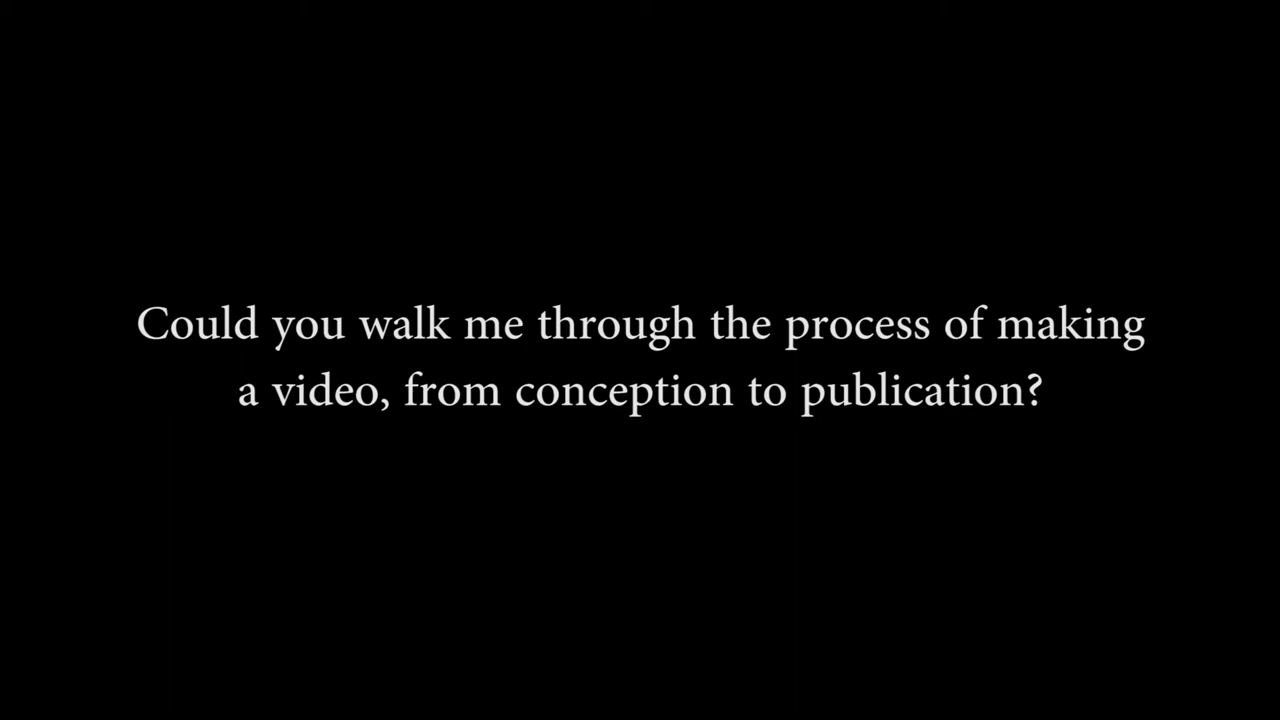 Could you walk me through the process of making
a video, from conception to publication?